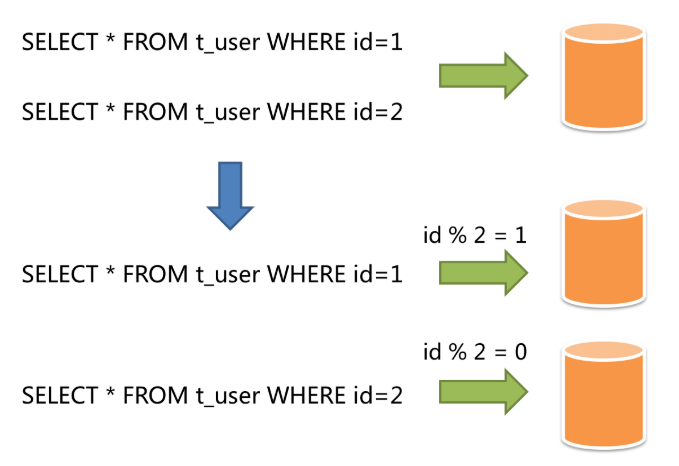 SELECT * FROM t_user WHERE id=1
SELECT * FROM t_user WHERE id=2
id % 2 = 1
SELECT * FROM t_user WHERE id=1
id % 2 = 0
SELECT * FROM t_user WHERE id=2